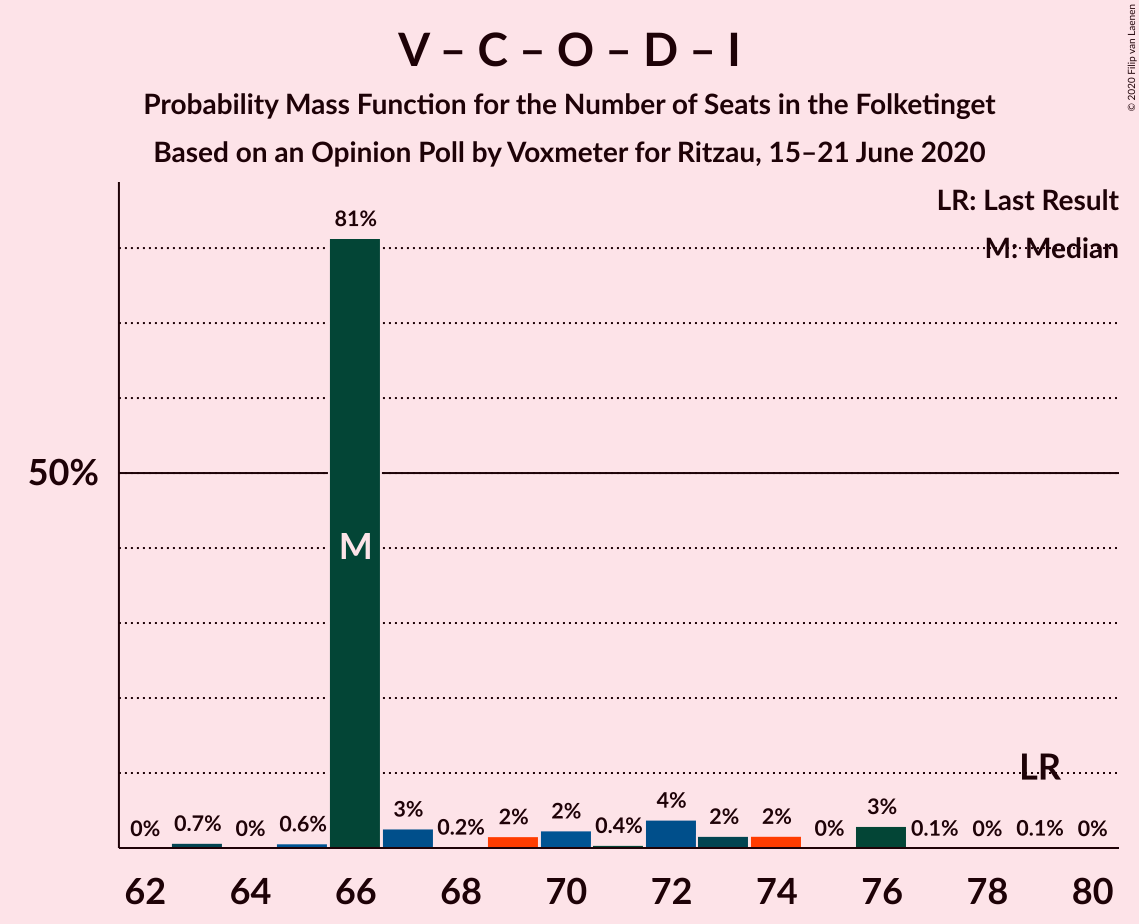 V – C – O – D – I
Probability Mass Function for the Number of Seats in the Folketinget
Based on an Opinion Poll by Voxmeter for Ritzau, 15–21 June 2020
© 2020 Filip van Laenen
LR: Last Result
M: Median
50%
0% 0.7% 0% 0.6% 81% 3% 0.2% 2% 2% 0.4% 4% 2% 2% 0% 3% 0.1% 0% 0.1% 0%
M
LR
62 64 66 68 70 72 74 76 78 80